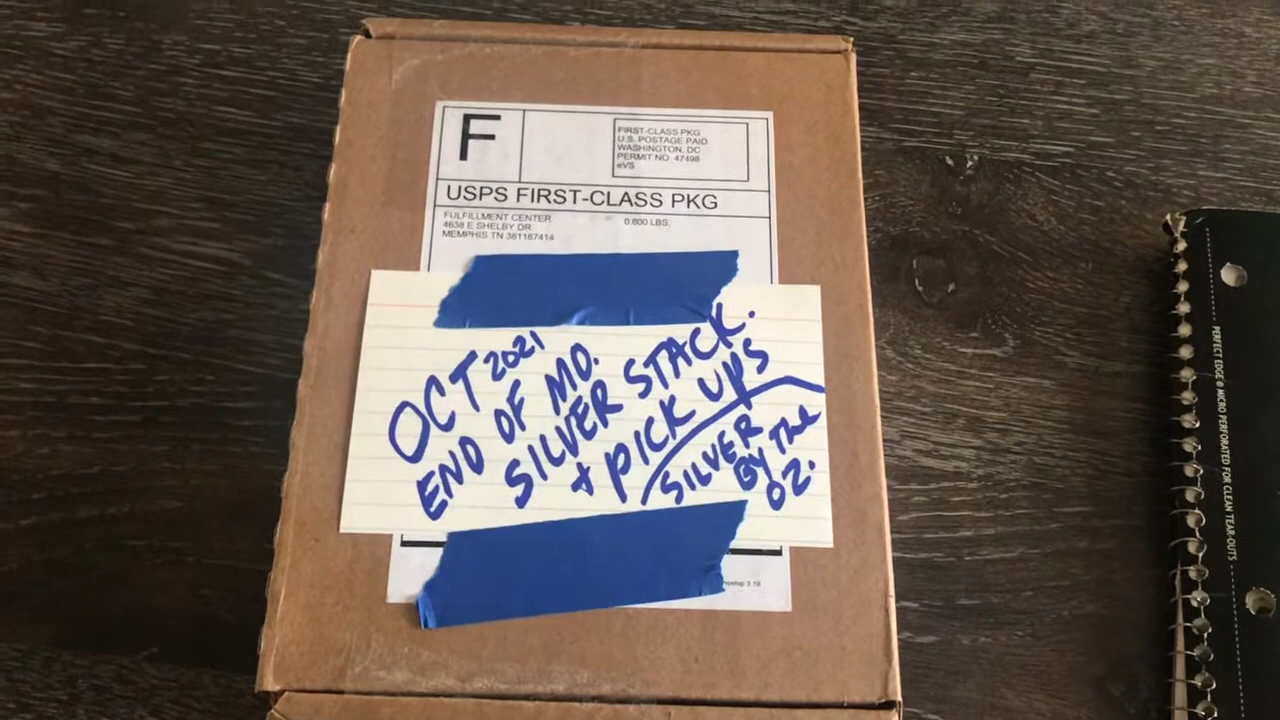 F
FIRST-CLASS PKG
U.S. POSTAGE PAID
WASHINGTON, DC
PERMIT NO 47498
eVS
USPS FIRST-CLASS PKG
FULFILLMENT CENTER
0.600 LBS.
4638 E SHELBY DR
MEMPHIS TN 381187414
OCT 2021
END OF MO.
SILVER STACK.
+ PICK UPS
SILVER
BY The
OZ.
3.18
PERFECT EDGE ® MICRO PERFORATED FOR CLEAN TEAR-OUTS